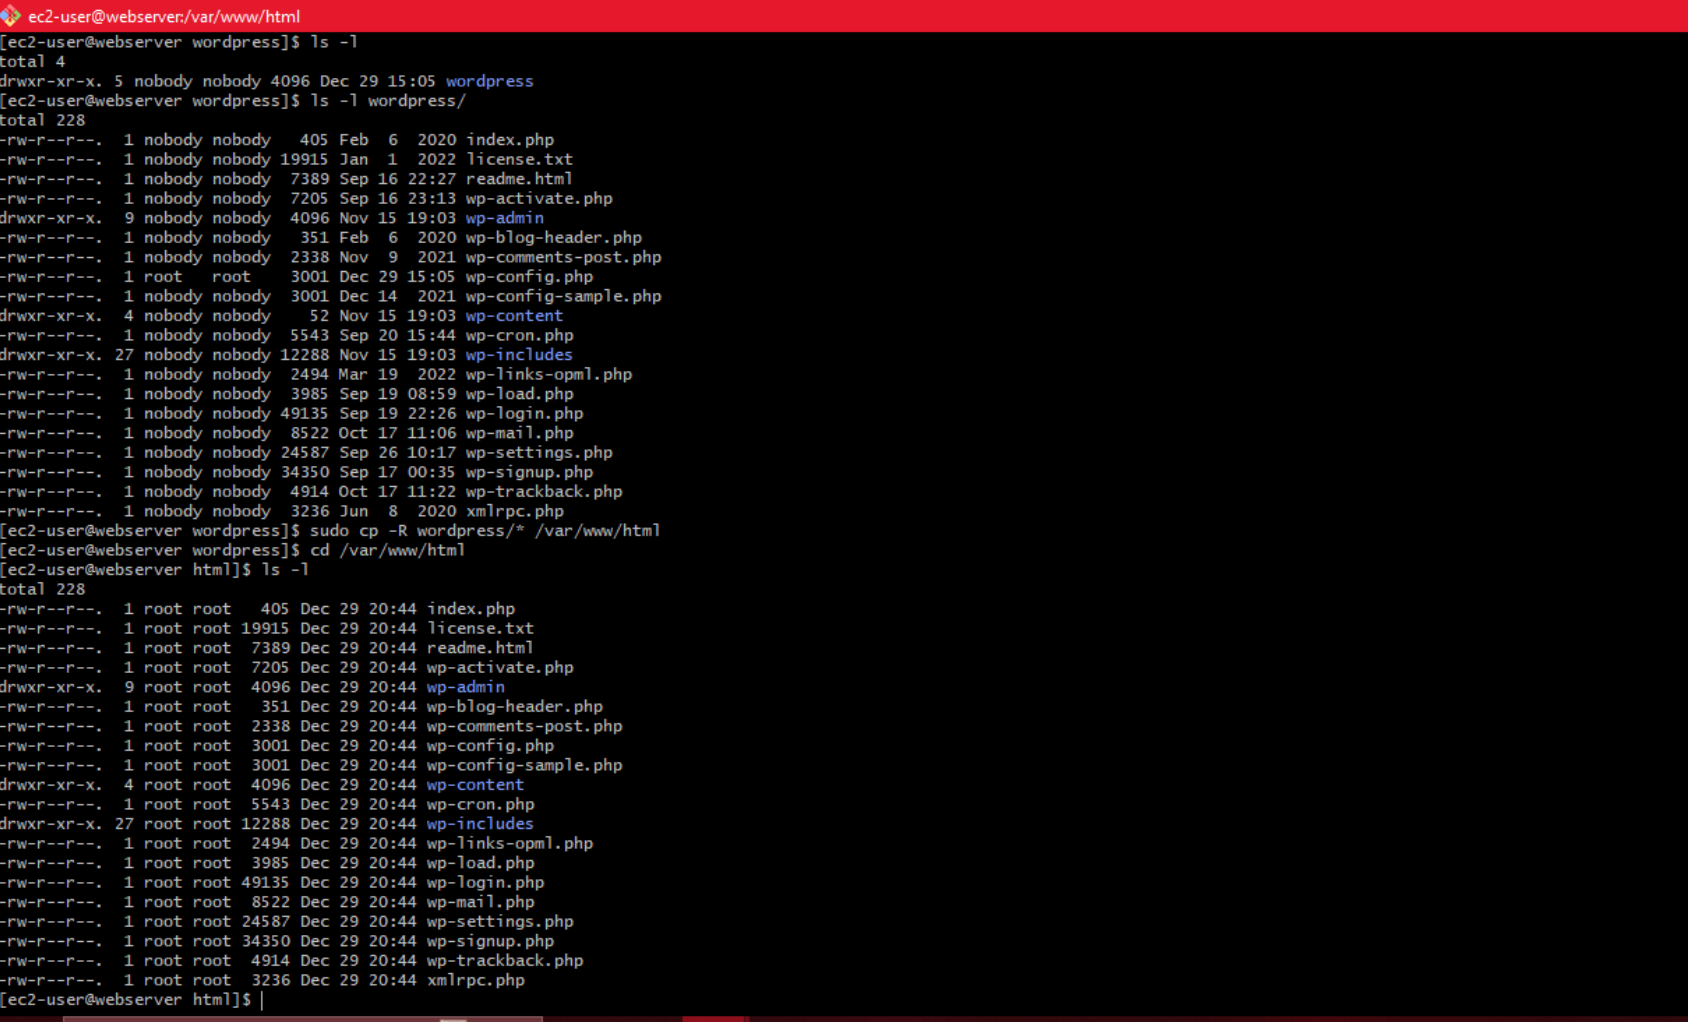 ec2-user@webserver:/var/www/html
[ec2-user@webserver wordpress]$ ls -l
total 4
drwxr-xr-x. 5 nobody nobody 4096 Dec 29 15:05 wordpress
[ec2-user@webserver wordpress]$ ls -l wordpress/
total 228
-rw-r--r--.  1 nobody nobody   405 Feb  6  2020 index.php
-rw-r--r--.  1 nobody nobody 19915 Jan  1  2022 license.txt
-rw-r--r--.  1 nobody nobody  7389 Sep 16 22:27 readme.html
-rw-r--r--.  1 nobody nobody  7205 Sep 16 23:13 wp-activate.php
drwxr-xr-x.  9 nobody nobody  4096 Nov 15 19:03 wp-admin
-rw-r--r--.  1 nobody nobody   351 Feb  6  2020 wp-blog-header.php
-rw-r--r--.  1 nobody nobody  2338 Nov  9  2021 wp-comments-post.php
-rw-r--r--.  1 root   root    3001 Dec 29 15:05 wp-config.php
-rw-r--r--.  1 nobody nobody  3001 Dec 14  2021 wp-config-sample.php
drwxr-xr-x.  4 nobody nobody    52 Nov 15 19:03 wp-content
-rw-r--r--.  1 nobody nobody  5543 Sep 20 15:44 wp-cron.php
drwxr-xr-x. 27 nobody nobody 12288 Nov 15 19:03 wp-includes
-rw-r--r--.  1 nobody nobody  2494 Mar 19  2022 wp-links-opml.php
-rw-r--r--.  1 nobody nobody  3985 Sep 19 08:59 wp-load.php
-rw-r--r--.  1 nobody nobody 49135 Sep 19 22:26 wp-login.php
-rw-r--r--.  1 nobody nobody  8522 Oct 17 11:06 wp-mail.php
-rw-r--r--.  1 nobody nobody 24587 Sep 26 10:17 wp-settings.php
-rw-r--r--.  1 nobody nobody 34350 Sep 17 00:35 wp-signup.php
-rw-r--r--.  1 nobody nobody  4914 Oct 17 11:22 wp-trackback.php
-rw-r--r--.  1 nobody nobody  3236 Jun  8  2020 xmlrpc.php
[ec2-user@webserver wordpress]$ sudo cp -R wordpress/* /var/www/html
[ec2-user@webserver wordpress]$ cd /var/www/html
[ec2-user@webserver html]$ ls -l
total 228
-rw-r--r--.  1 root root   405 Dec 29 20:44 index.php
-rw-r--r--.  1 root root 19915 Dec 29 20:44 license.txt
-rw-r--r--.  1 root root  7389 Dec 29 20:44 readme.html
-rw-r--r--.  1 root root  7205 Dec 29 20:44 wp-activate.php
drwxr-xr-x.  9 root root  4096 Dec 29 20:44 wp-admin
-rw-r--r--.  1 root root   351 Dec 29 20:44 wp-blog-header.php
-rw-r--r--.  1 root root  2338 Dec 29 20:44 wp-comments-post.php
-rw-r--r--.  1 root root  3001 Dec 29 20:44 wp-config.php
-rw-r--r--.  1 root root  3001 Dec 29 20:44 wp-config-sample.php
drwxr-xr-x.  4 root root  4096 Dec 29 20:44 wp-content
-rw-r--r--.  1 root root  5543 Dec 29 20:44 wp-cron.php
drwxr-xr-x. 27 root root 12288 Dec 29 20:44 wp-includes
-rw-r--r--.  1 root root  2494 Dec 29 20:44 wp-links-opml.php
-rw-r--r--.  1 root root  3985 Dec 29 20:44 wp-load.php
-rw-r--r--.  1 root root 49135 Dec 29 20:44 wp-login.php
-rw-r--r--.  1 root root  8522 Dec 29 20:44 wp-mail.php
-rw-r--r--.  1 root root 24587 Dec 29 20:44 wp-settings.php
-rw-r--r--.  1 root root 34350 Dec 29 20:44 wp-signup.php
-rw-r--r--.  1 root root  4914 Dec 29 20:44 wp-trackback.php
-rw-r--r--.  1 root root  3236 Dec 29 20:44 xmlrpc.php
[ec2-user@webserver html]$